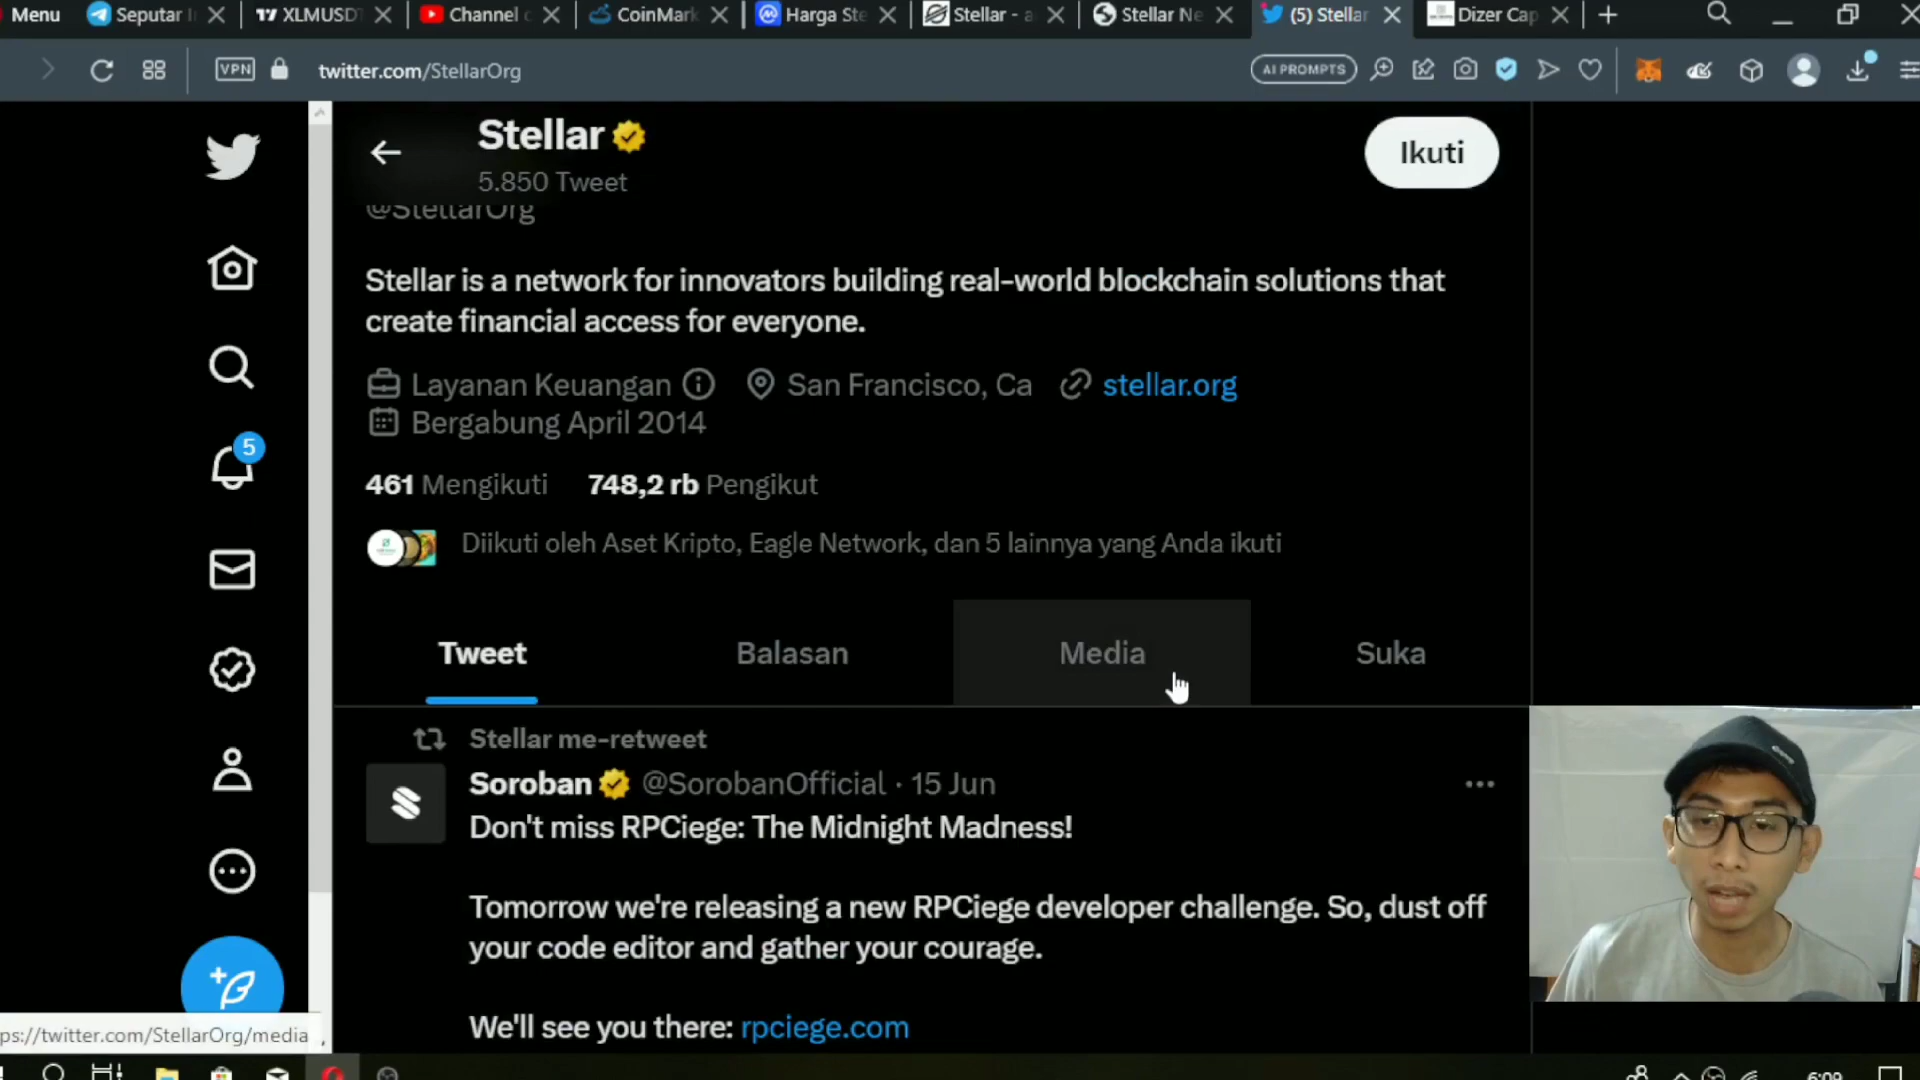 Menu
Seputar
XLMUSDT
Channel
CoinMark
Harga Ste
Stellar - a
Stellar Ne
(5) Stellar
Dizer Cap
VPN
twitter.com/StellarOrg
AI PROMPTS
Stellar
5.850 Tweet
Ikuti
@StellarOrg
Stellar is a network for innovators building real-world blockchain solutions that
create financial access for everyone.
Layanan Keuangan
San Francisco, Ca
stellar.org
Bergabung April 2014
461 Mengikuti 748,2 rb Pengikut
Diikuti oleh Aset Kripto, Eagle Network, dan 5 lainnya yang Anda ikuti
5
Tweet
Balasan
Media
Suka
Stellar me-retweet
Soroban @SorobanOfficial · 15 Jun
Don't miss RPCiege: The Midnight Madness!
Tomorrow we're releasing a new RPCiege developer challenge. So, dust off
your code editor and gather your courage.
We'll see you there: rpciege.com
ps://twitter.com/StellarOrg/media